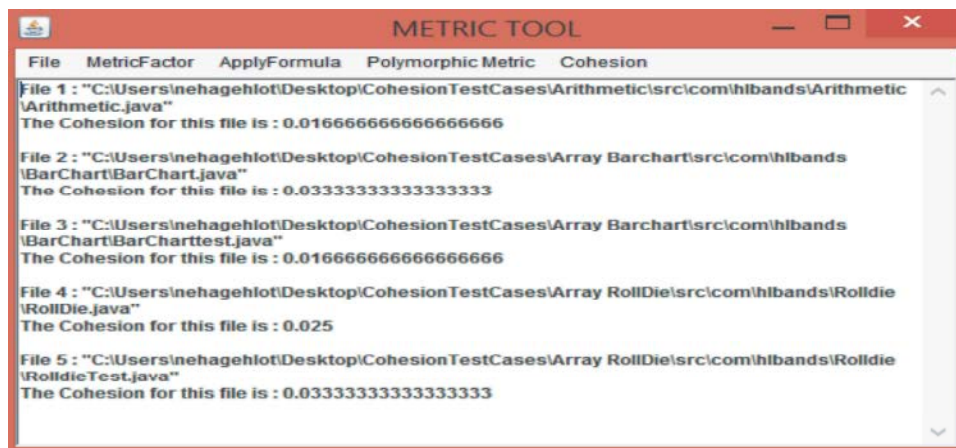 METRIC TOOL
File MetricFactor ApplyFormula Polymorphic Metric Cohesion
File 1 : "C:\Users\nehagehlot\Desktop\CohesionTestCases\Arithmetic\src\com\hlbands\Arithmetic
\Arithmetic.java"
The Cohesion for this file is : 0.016666666666666666
File 2 : "C:\Users\nehagehlot\Desktop\CohesionTestCases\Array Barchart\src\com\hlbands
\BarChart\BarChart.java"
The Cohesion for this file is : 0.03333333333333333
File 3 : "C:\Users\nehagehlot\Desktop\CohesionTestCases\Array Barchart\src\com\hlbands
\BarChart\BarCharttest.java"
The Cohesion for this file is : 0.016666666666666666
File 4 : "C:\Users\nehagehlot\Desktop\CohesionTestCases\Array RollDie\src\com\hlbands\Rolldie
\RollDie.java"
The Cohesion for this file is : 0.025
File 5 : "C:\Users\nehagehlot\Desktop\CohesionTestCases\Array RollDie\src\com\hlbands\Rolldie
\RolldieTest.java"
The Cohesion for this file is : 0.03333333333333333